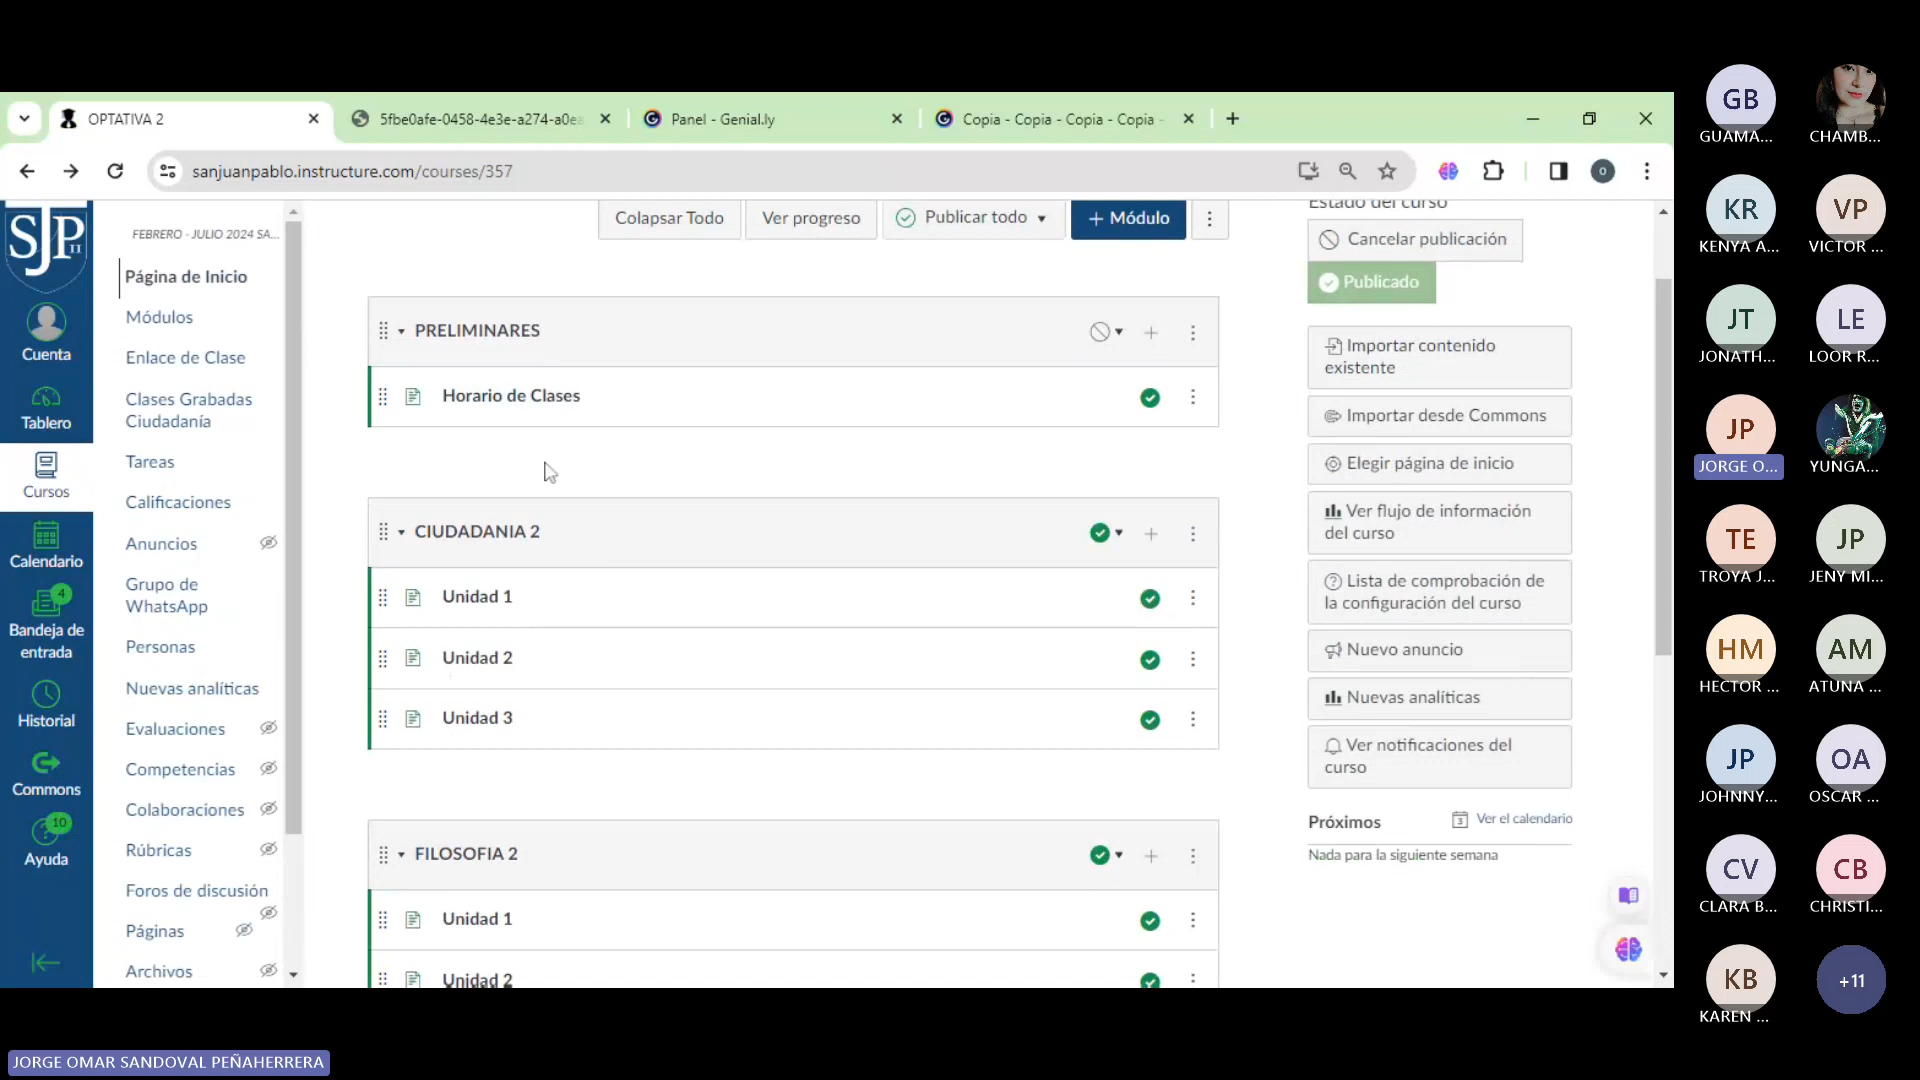 OPTATIVA 2
5fbe0afe-0458-4e3e-a274-a0ea
Panel - Genial.ly
Copia - Copia - Copia - Copia -
sanjuanpablo.instructure.com/courses/357
O
SJP
II
Cuenta
Tablero
Cursos
Calendario
4
Bandeja de
entrada
Historial
Commons
10
Ayuda
FEBRERO - JULIO 2024 SA...
Página de Inicio
Módulos
Enlace de Clase
Clases Grabadas
Ciudadanía
Tareas
Calificaciones
Anuncios
Grupo de
WhatsApp
Personas
Nuevas analíticas
Evaluaciones
Competencias
Colaboraciones
Rúbricas
Foros de discusión
Páginas
Archivos
Colapsar Todo
Ver progreso
Publicar todo
+ Módulo
PRELIMINARES
Horario de Clases
CIUDADANIA 2
Unidad 1
Unidad 2
Unidad 3
FILOSOFIA 2
Unidad 1
Unidad 2
Estado del curso
Cancelar publicación
Publicado
Importar contenido
existente
Importar desde Commons
Elegir página de inicio
Ver flujo de información
del curso
Lista de comprobación de
la configuración del curso
Nuevo anuncio
Nuevas analíticas
Ver notificaciones del
curso
Próximos
3
Ver el calendario
Nada para la siguiente semana
GB
GUAMA...
CHAMB...
KR
KENYA A...
VP
VICTOR ...
JT
JONATH...
LE
LOOR R...
JP
JORGE O...
YUNGA...
TE
TROYA J...
JP
JENY MI...
HM
HECTOR ...
AM
ATUNA ...
JP
JOHNNY...
OA
OSCAR ...
CV
CLARA B...
CB
CHRISTI...
KB
KAREN ...
+11
JORGE OMAR SANDOVAL PEÑAHERRERA